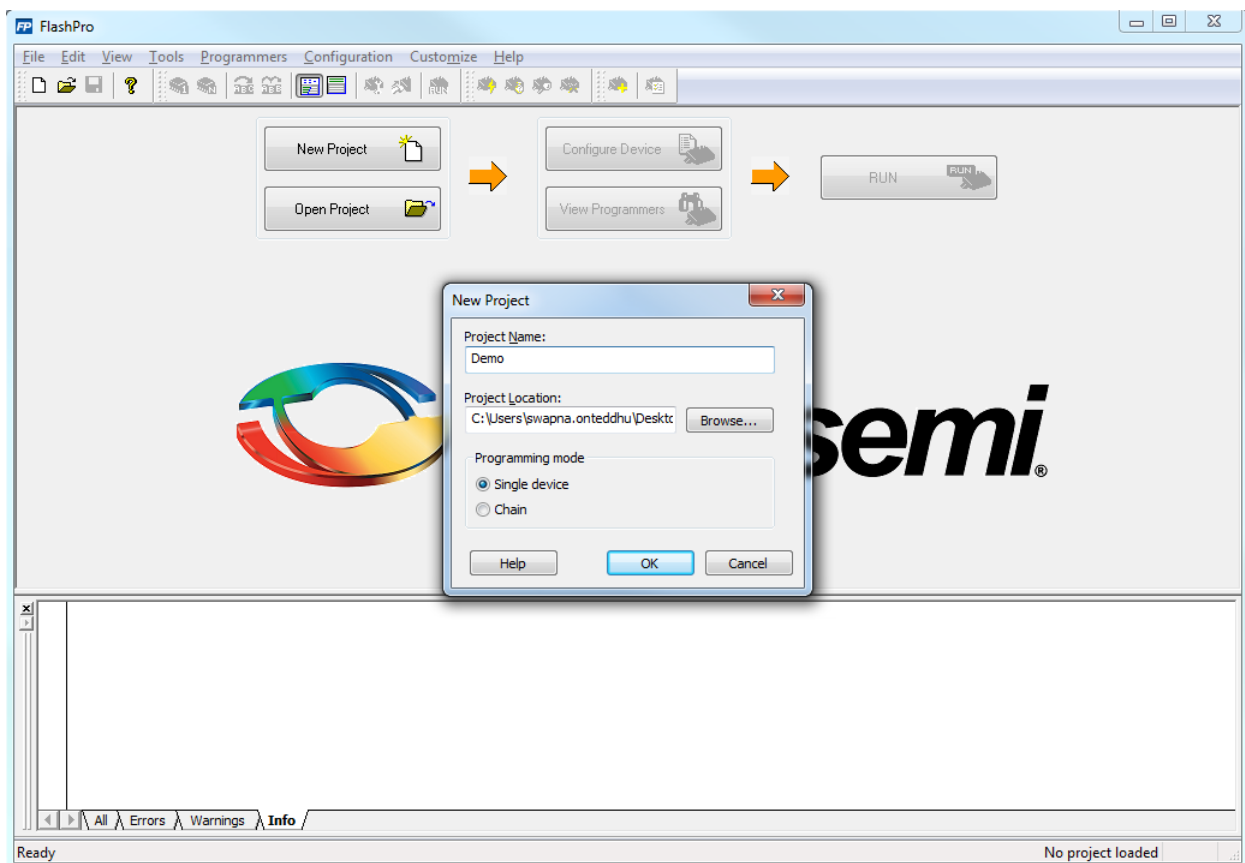 FP FlashPro
File Edit View Tools Programmers Configuration Customize Help
RUN
New Project
Configure Device
RUN
RUN
Open Project
View Programmers
New Project
Project Name:
Demo
Project Location:
C:\Users\swapna.onteddhu\Deskto
Browse...
Programming mode
Single device
Chain
Help OK Cancel
semi®
All Errors Warnings Info
Ready No project loaded